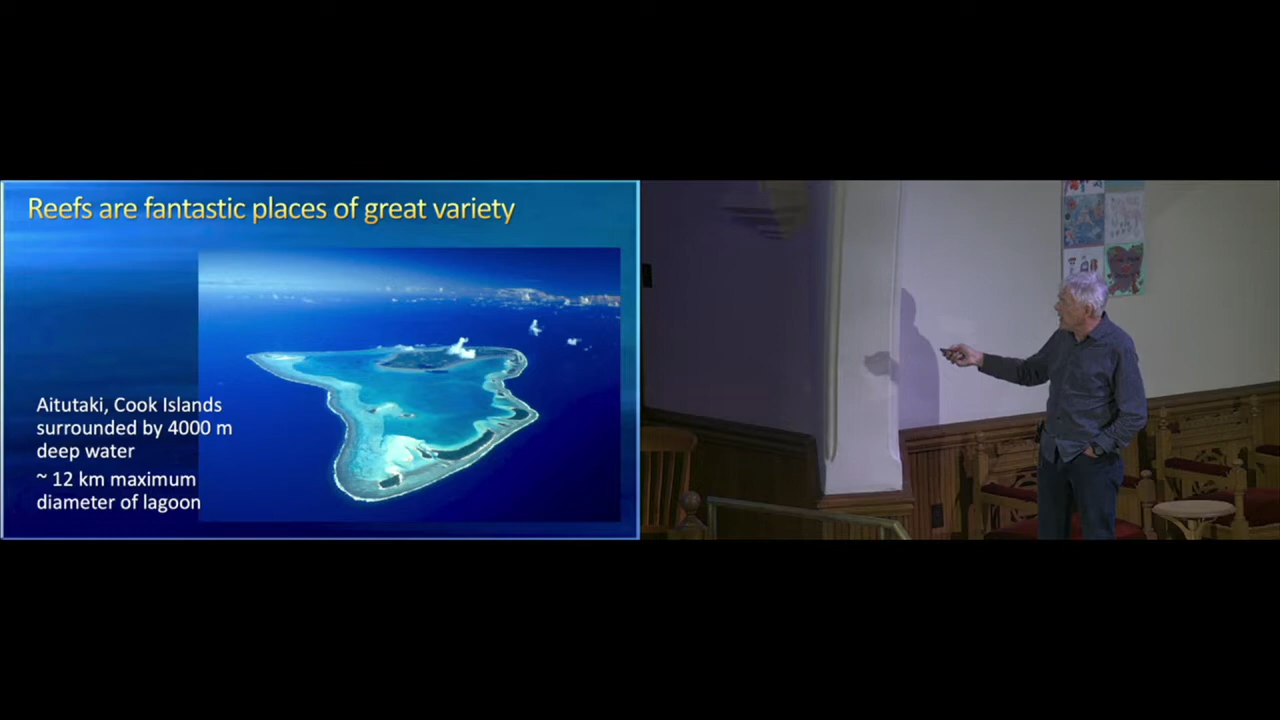 Reefs are fantastic places of great variety
Aitutaki, Cook Islands
surrounded by 4000 m
deep water
~ 12 km maximum
diameter of lagoon